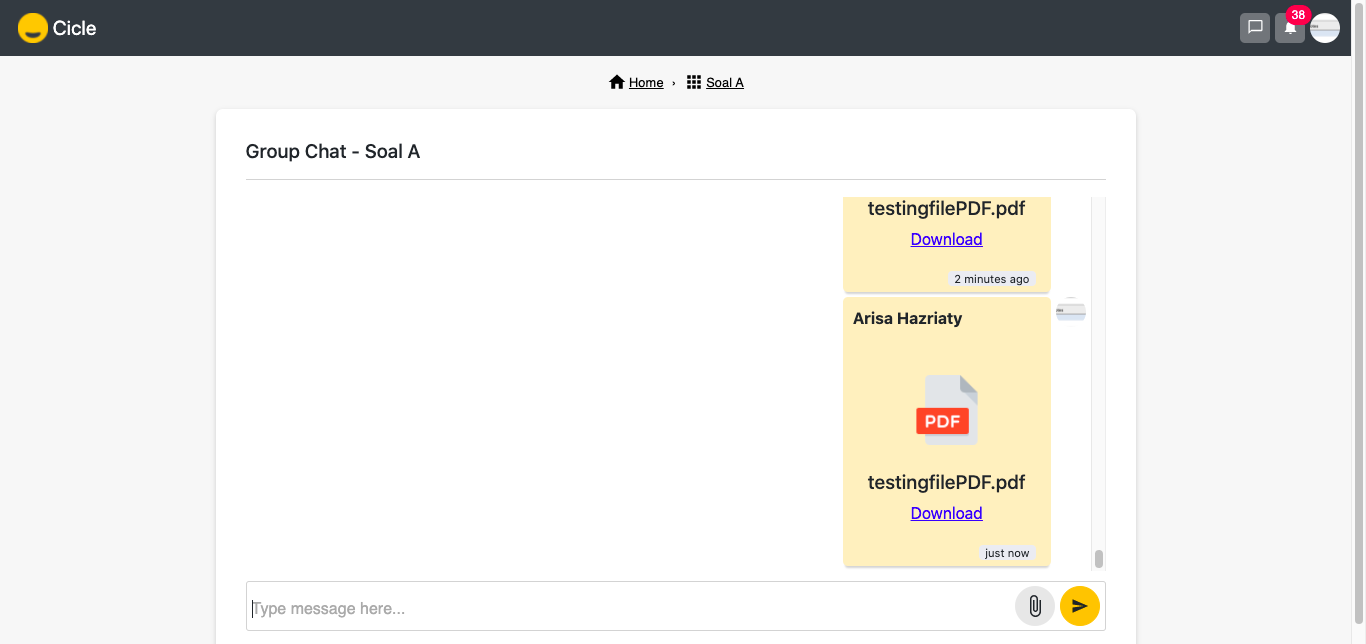 Cicle
38
Home › Soal A
Group Chat - Soal A
testingfilePDF.pdf
Download
2 minutes ago
Arisa Hazriaty
PDF
testingfilePDF.pdf
Download
just now
Type message here...